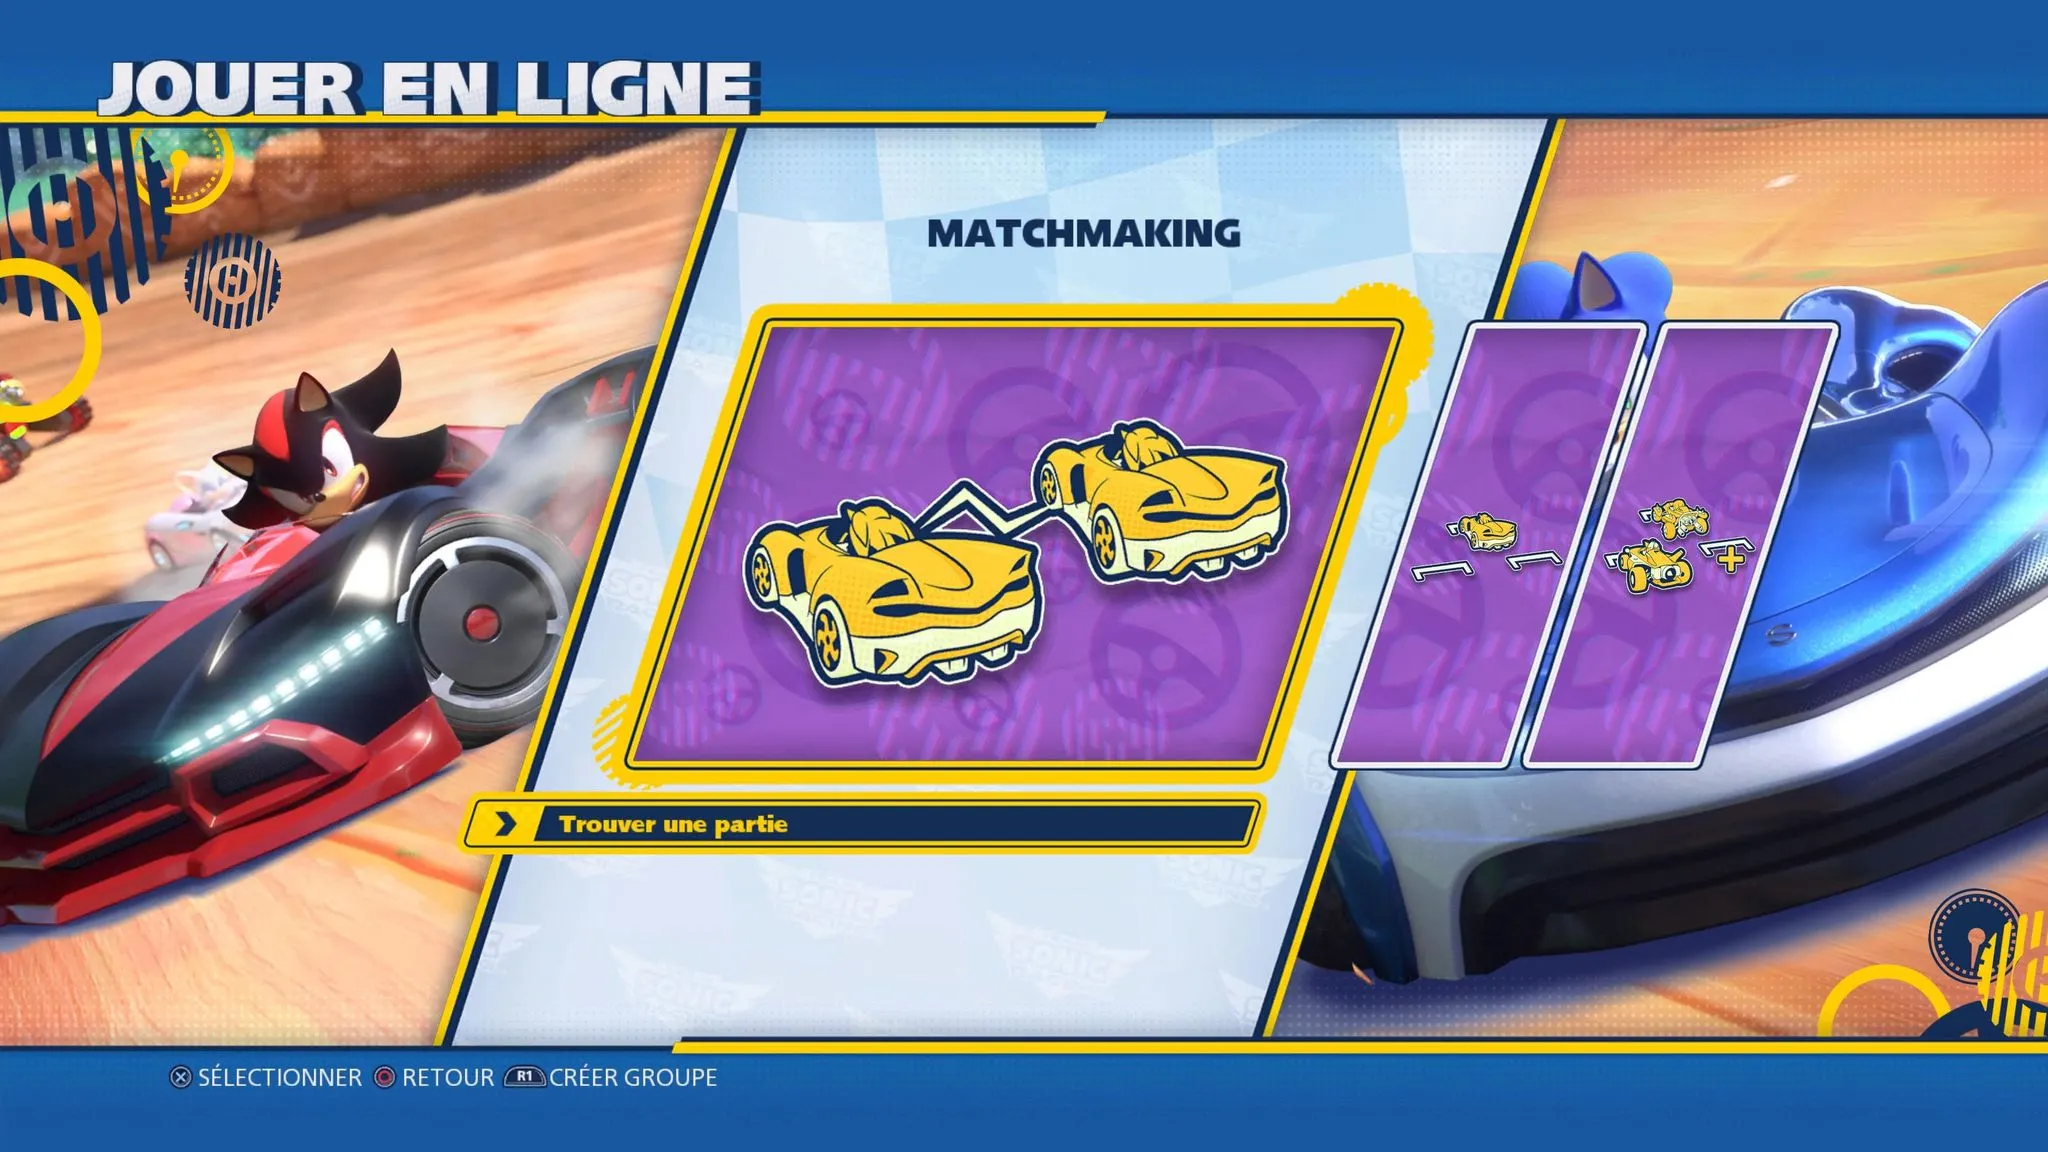 JOUER EN LIGNE
MATCHMAKING
Trouver une partie
SÉLECTIONNER RETOUR R1 CRÉER GROUPE